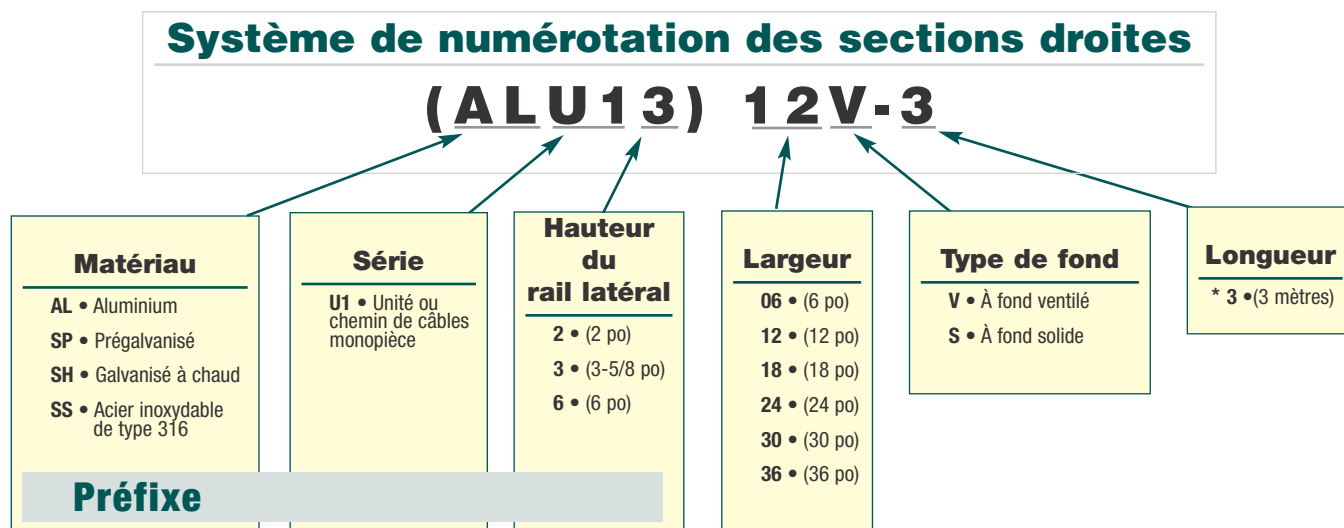 Système de numérotation des sections droites
(ALU13) 12V-3
Matériau
AL • Aluminium
SP • Prégalvanisé
SH • Galvanisé à chaud
SS • Acier inoxydable
de type 316
Série
U1 • Unité ou
chemin de câbles
monopièce
Hauteur
du
rail latéral
2 • (2 po)
3 • (3-5/8 po)
6 • (6 po)
Préfixe
Largeur
06 • (6 po)
12 • (12 po)
18 • (18 po)
24 • (24 po)
30 • (30 po)
36 • (36 po)
Type de fond
V • À fond ventilé
S • À fond solide
Longueur
* 3 •(3 mètres)